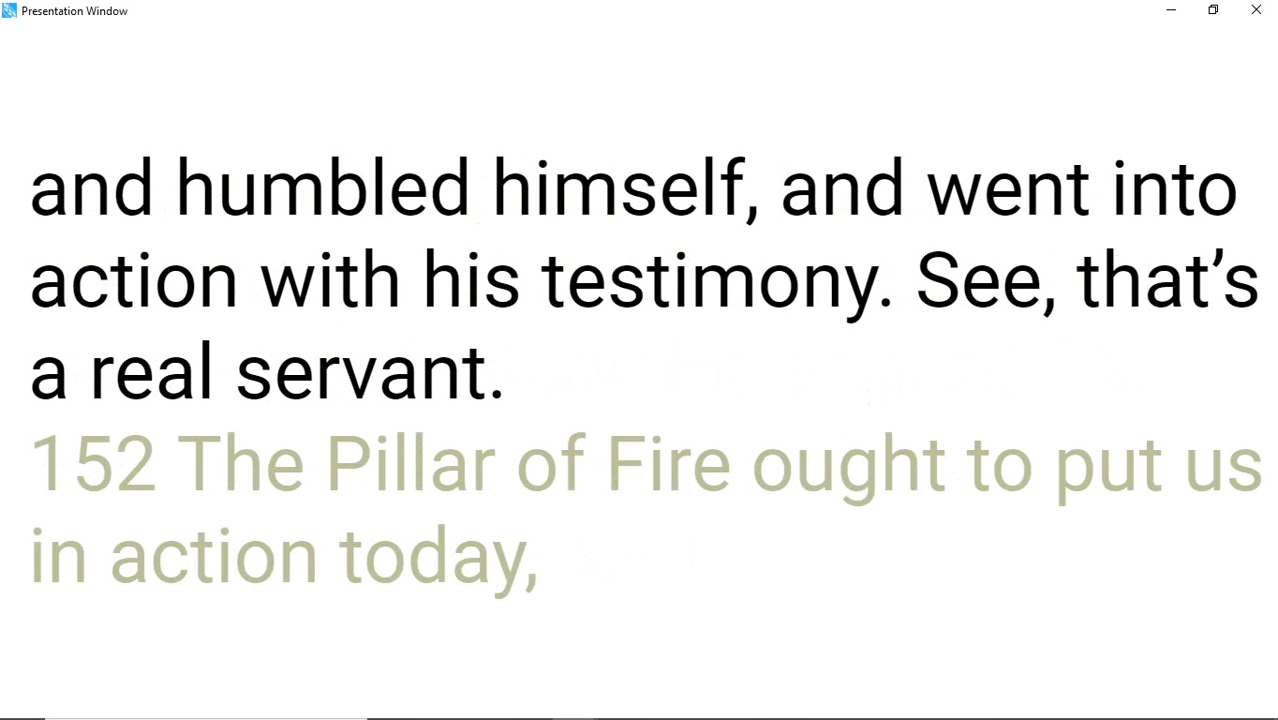 Presentation Window
and humbled himself, and went into
action with his testimony. See, that’s
a real servant.
152 The Pillar of Fire ought to put us
in action today,